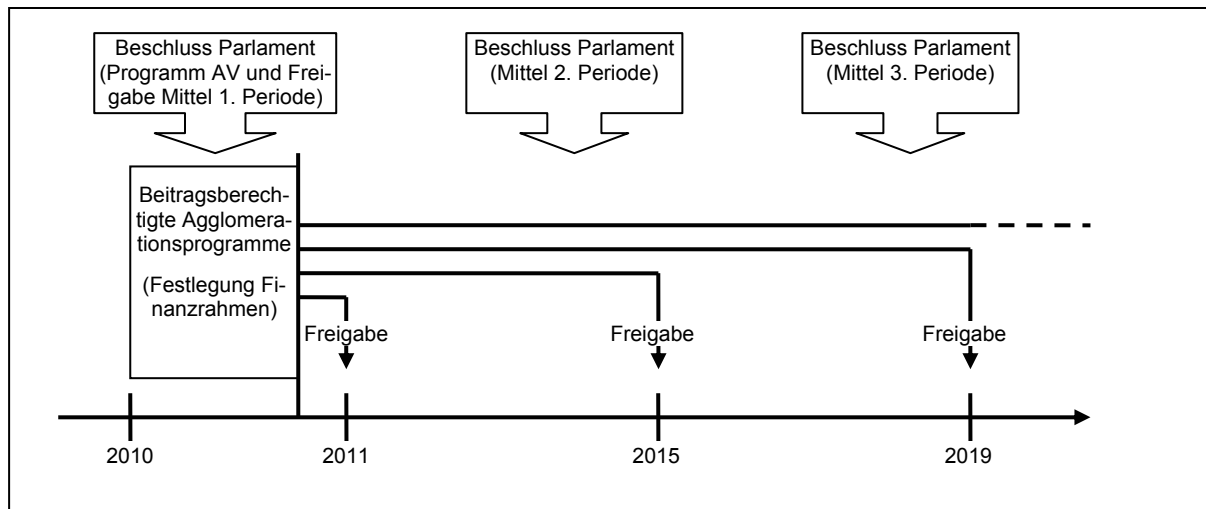 Beschluss Parlament
(Programm AV und Frei-
gabe Mittel 1. Periode)
Beschluss Parlament
(Mittel 2. Periode)
Beschluss Parlament
(Mittel 3. Periode)
Beitragsberech-
tigte Agglomera-
tionsprogramme
(Festlegung Fi-
nanzrahmen)
Freigabe
Freigabe
Freigabe
2010
2011
2015
2019